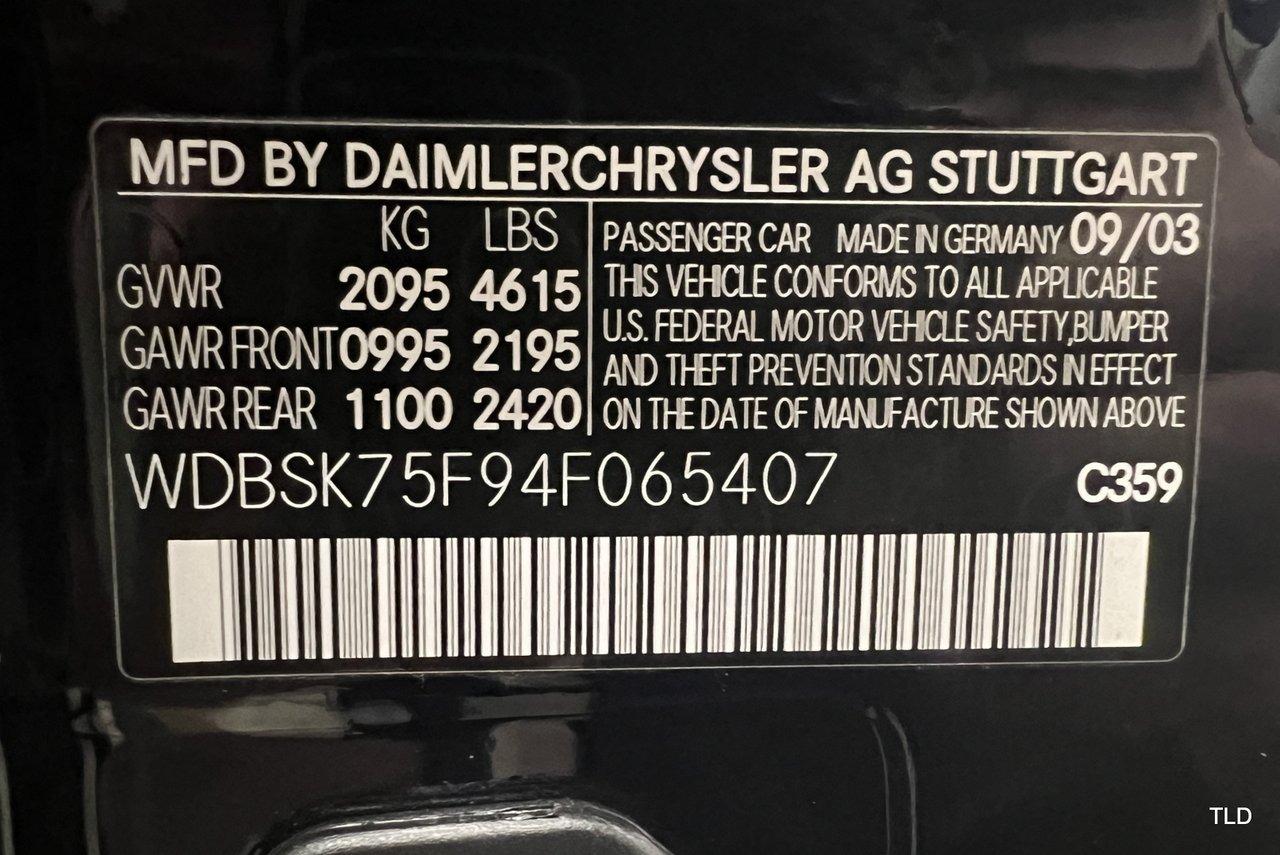 MFD BY DAIMLERCHRYSLER AG STUTTGART
KG LBS
GVWR 2095 4615
GAWR FRONT 0995 2195
GAWR REAR 1100 2420
PASSENGER CAR MADE IN GERMANY 09/03
THIS VEHICLE CONFORMS TO ALL APPLICABLE
U.S. FEDERAL MOTOR VEHICLE SAFETY,BUMPER
AND THEFT PREVENTION STANDARDS IN EFFECT
ON THE DATE OF MANUFACTURE SHOWN ABOVE
WDBSK75F94F065407 C359
TLD